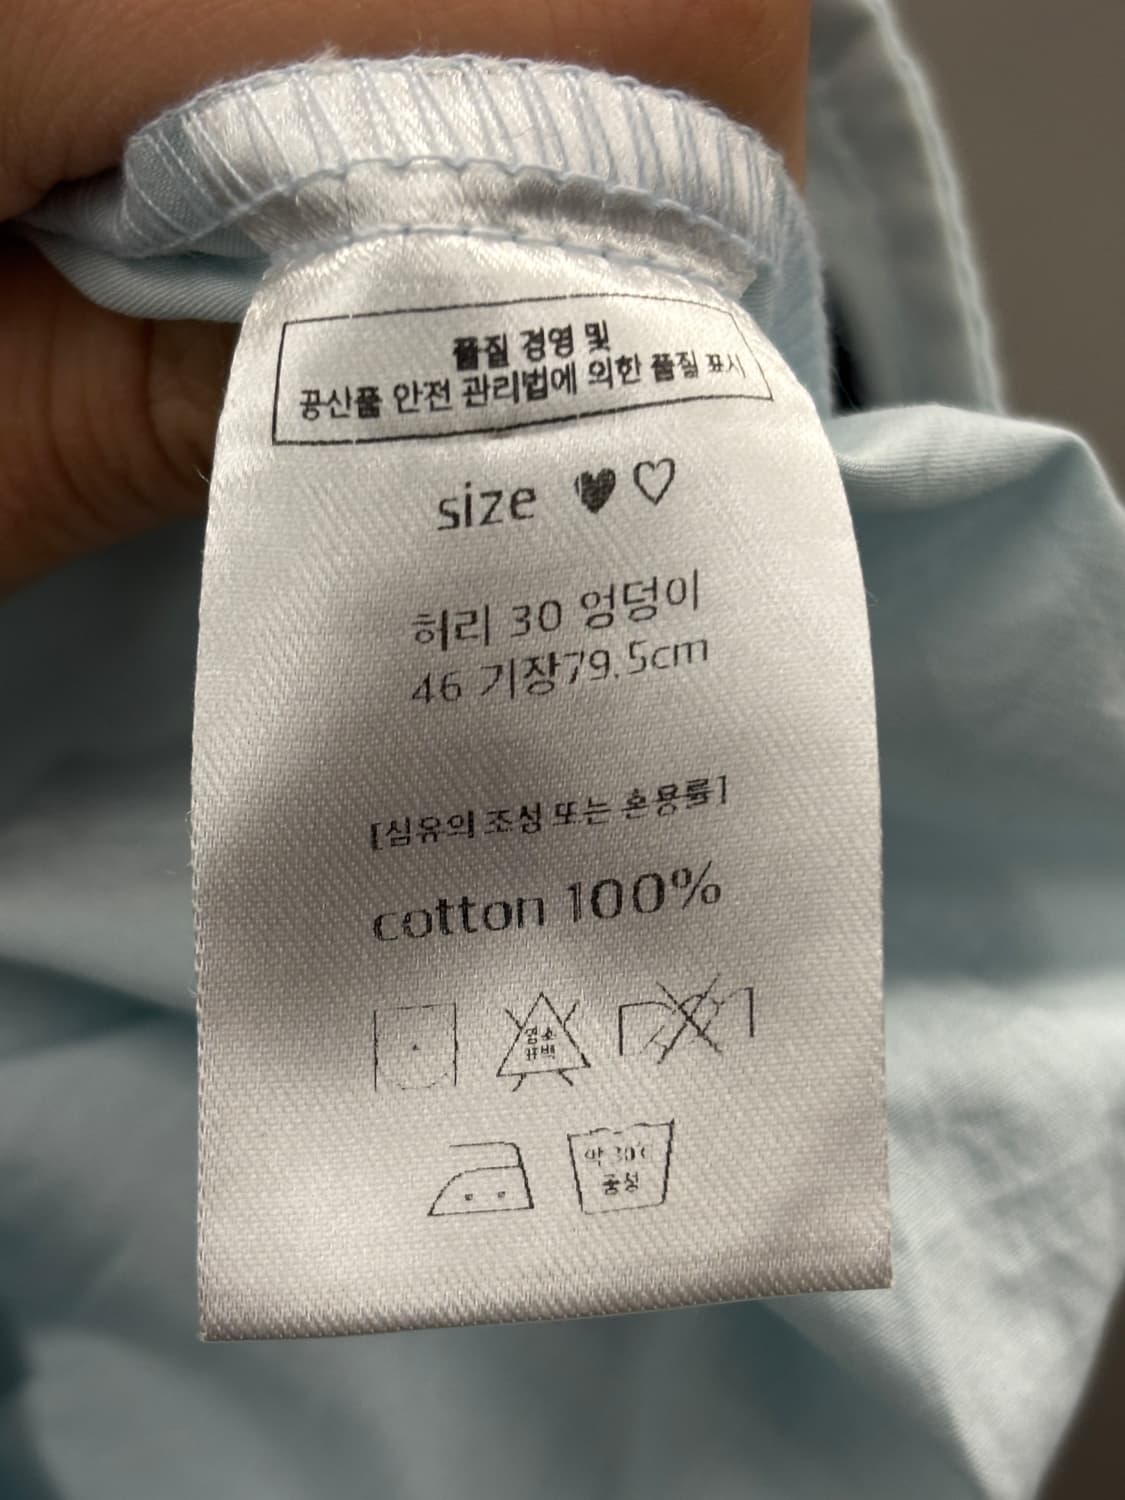 품질 경영 및
공산품 안전 관리법에 의한 품질 표시
size ♥♡
허리 30 엉덩이
46 기장79.5cm
[심유의 조성 또는 혼용률]
cotton 100%
염소
표백
약 30℃
중성